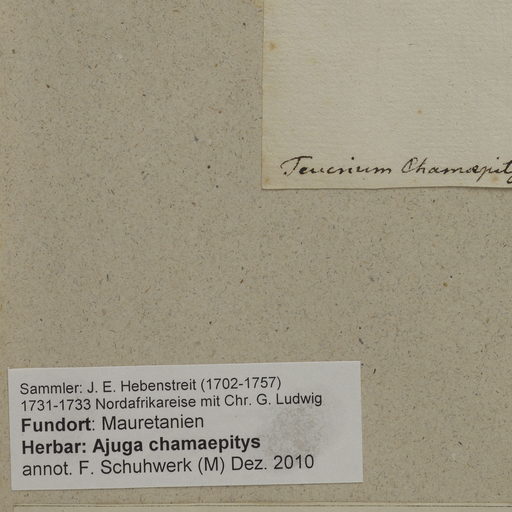 Teucrium Chamæpity
Sammler: J. E. Hebenstreit (1702-1757)
1731-1733 Nordafrikareise mit Chr. G. Ludwig
Fundort: Mauretanien
Herbar: Ajuga chamaepitys
annot. F. Schuhwerk (M) Dez. 2010